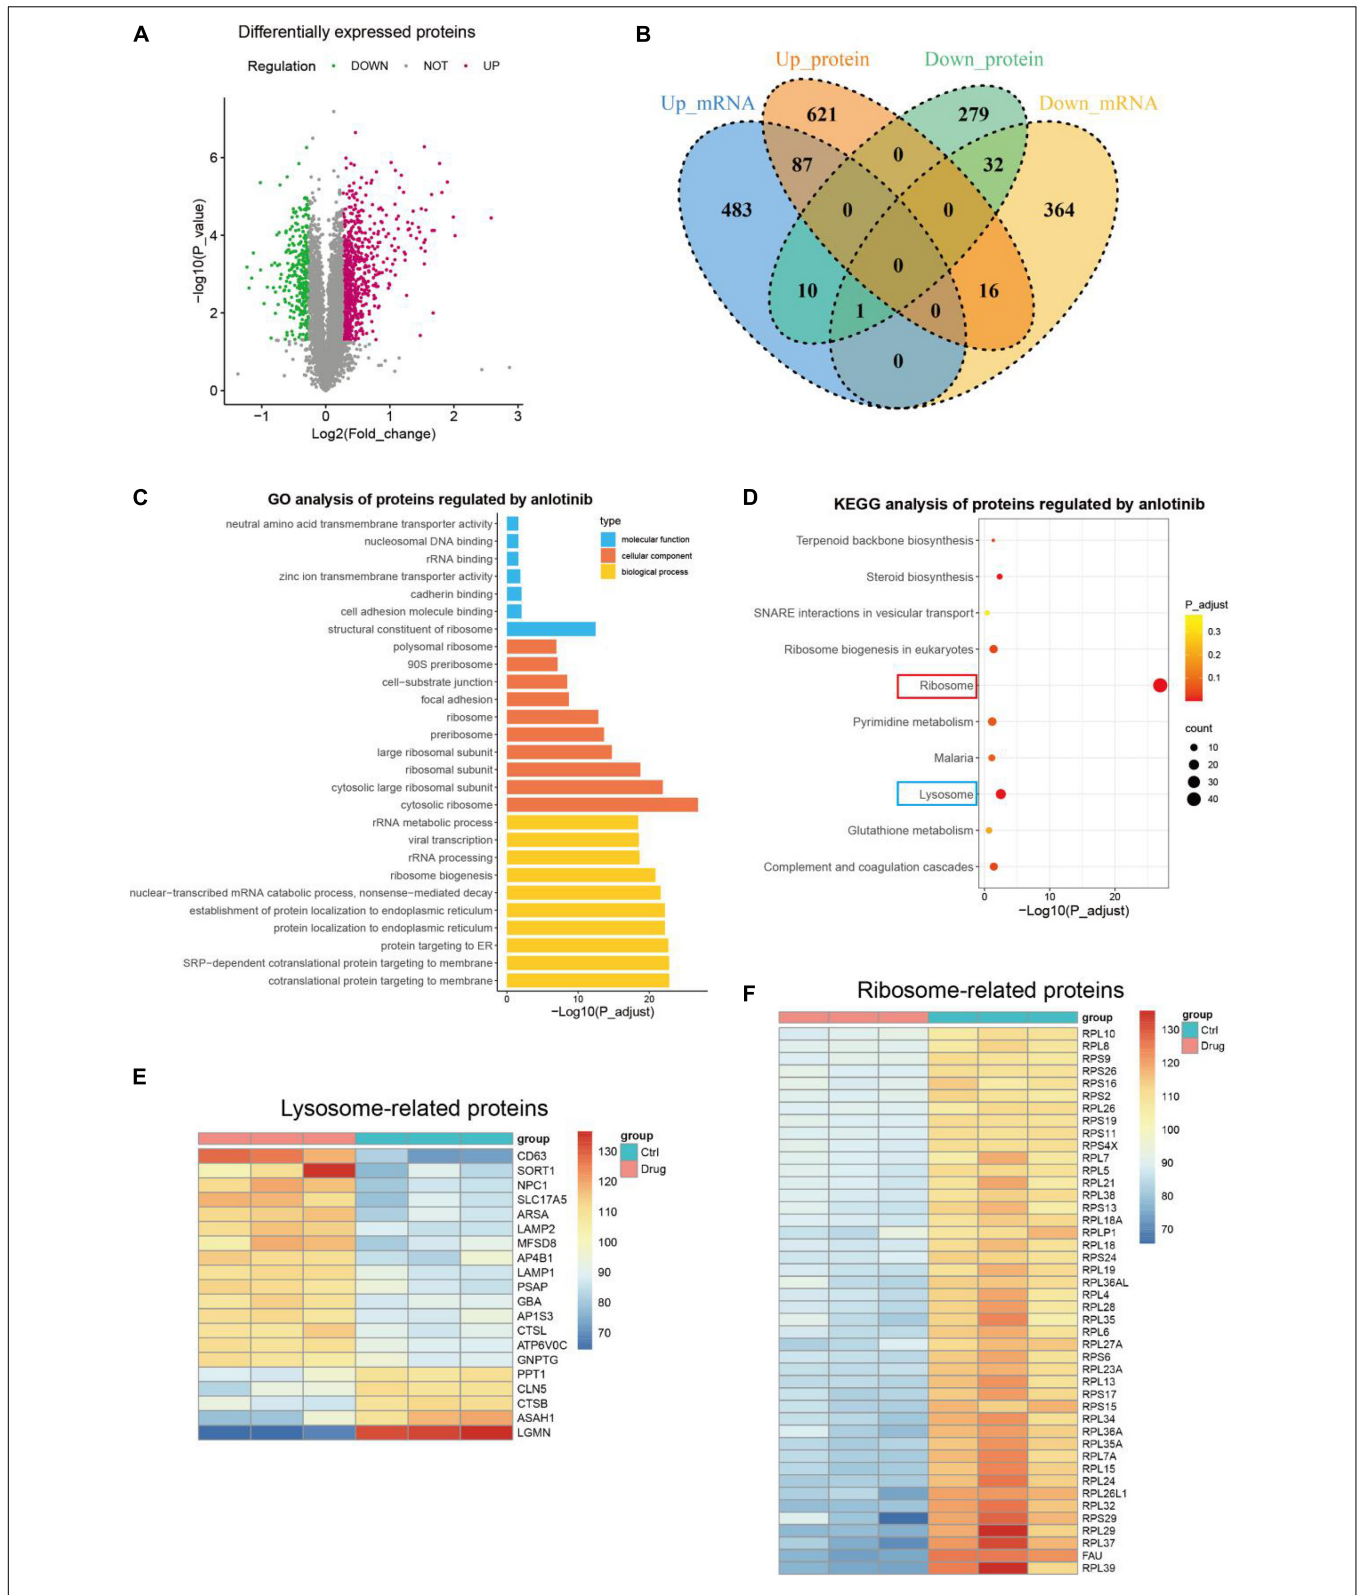 A
Differentially expressed proteins
Regulation • DOWN • NOT • UP
−log10(P_value)
6
4
2
0
−1 0 1 2 3
Log2(Fold_change)
B
Up_protein Down_protein
Up_mRNA Down_mRNA
621 279
87 0 32
483 0 0 364
0
10 1 0 16
0
C
GO analysis of proteins regulated by anlotinib
type
molecular function
cellular component
biological process
neutral amino acid transmembrane transporter activity
nucleosomal DNA binding
rRNA binding
zinc ion transmembrane transporter activity
cadherin binding
cell adhesion molecule binding
structural constituent of ribosome
polysomal ribosome
90S preribosome
cell−substrate junction
focal adhesion
ribosome
preribosome
large ribosomal subunit
ribosomal subunit
cytosolic large ribosomal subunit
cytosolic ribosome
rRNA metabolic process
viral transcription
rRNA processing
ribosome biogenesis
nuclear−transcribed mRNA catabolic process, nonsense−mediated decay
establishment of protein localization to endoplasmic reticulum
protein localization to endoplasmic reticulum
protein targeting to ER
SRP−dependent cotranslational protein targeting to membrane
cotranslational protein targeting to membrane
0 10 20
−Log10(P_adjust)
D
KEGG analysis of proteins regulated by anlotinib
Terpenoid backbone biosynthesis
Steroid biosynthesis
SNARE interactions in vesicular transport
Ribosome biogenesis in eukaryotes
Ribosome
Pyrimidine metabolism
Malaria
Lysosome
Glutathione metabolism
Complement and coagulation cascades
0 10 20
−Log10(P_adjust)
P_adjust
0.3
0.2
0.1
count
10
20
30
40
E
Lysosome-related proteins
group
CD63
SORT1
NPC1
SLC17A5
ARSA
LAMP2
MFSD8
AP4B1
LAMP1
PSAP
GBA
AP1S3
CTSL
ATP6V0C
GNPTG
PPT1
CLN5
CTSB
ASAH1
LGMN
130
120
110
100
90
80
70
group
Ctrl
Drug
F
Ribosome-related proteins
group
RPL10
RPL8
RPS9
RPS26
RPS16
RPS2
RPL26
RPS19
RPS11
RPS4X
RPL7
RPL5
RPL21
RPL38
RPS13
RPL18A
RPLP1
RPL18
RPS24
RPL19
RPL36AL
RPL4
RPL28
RPL35
RPL6
RPL27A
RPS6
RPL23A
RPL13
RPS17
RPS15
RPL34
RPL36A
RPL35A
RPL7A
RPL15
RPL24
RPL26L1
RPL32
RPS29
RPL29
RPL37
FAU
RPL39
130
120
110
100
90
80
70
group
Ctrl
Drug